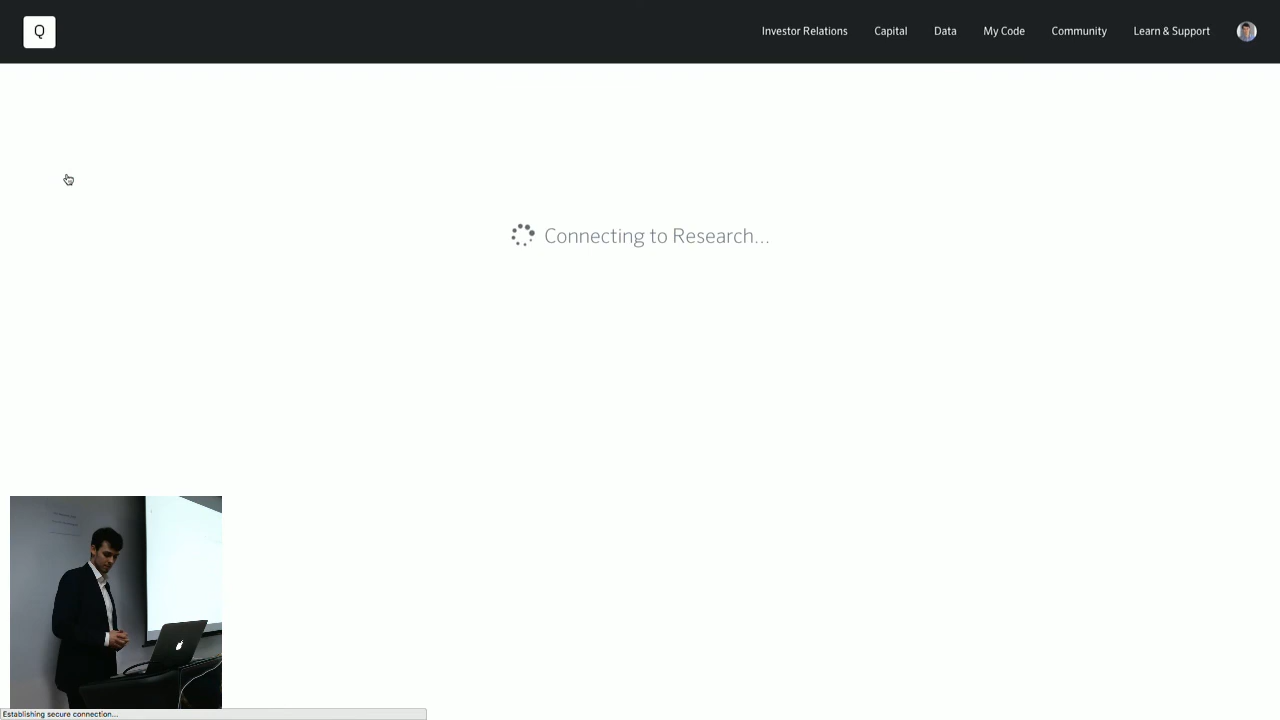 Q
Investor Relations Capital Data My Code Community Learn & Support
Connecting to Research...
Establishing secure connection...